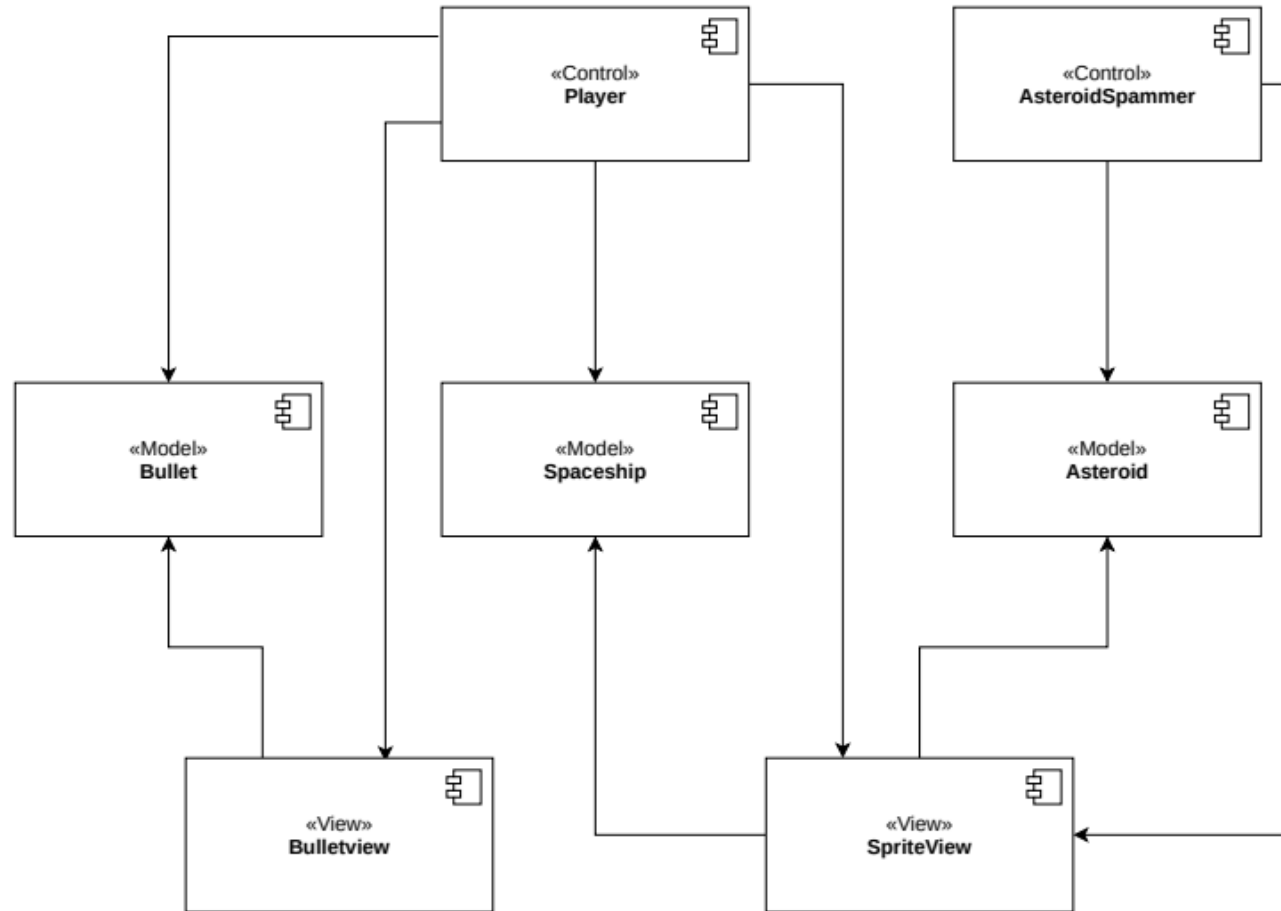 «Control»
Player
«Control»
AsteroidSpammer
«Model»
Bullet
«Model»
Spaceship
«Model»
Asteroid
«View»
Bulletview
«View»
SpriteView